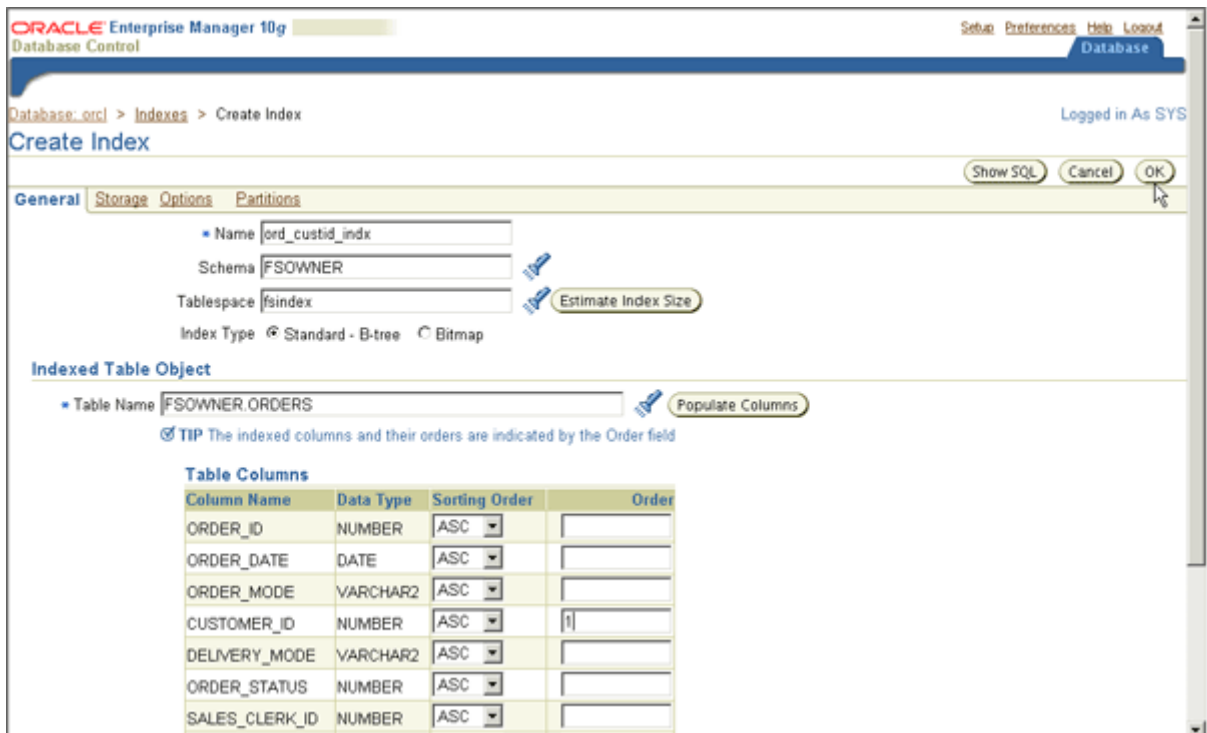 ORACLE Enterprise Manager 10g
Database Control
Setup Preferences Help Logout
Database
Database: orcl > Indexes > Create Index
Logged in As SYS
Create Index
Show SQL Cancel OK
General Storage Options Partitions
* Name ord_custid_indx
Schema FSOWNER
Tablespace fsindex Estimate Index Size
Index Type Standard - B-tree Bitmap
Indexed Table Object
* Table Name FSOWNER.ORDERS Populate Columns
TIP The indexed columns and their orders are indicated by the Order field
Table Columns
Column Name Data Type Sorting Order Order
ORDER_ID NUMBER ASC
ORDER_DATE DATE ASC
ORDER_MODE VARCHAR2 ASC
CUSTOMER_ID NUMBER ASC 1
DELIVERY_MODE VARCHAR2 ASC
ORDER_STATUS NUMBER ASC
SALES_CLERK_ID NUMBER ASC